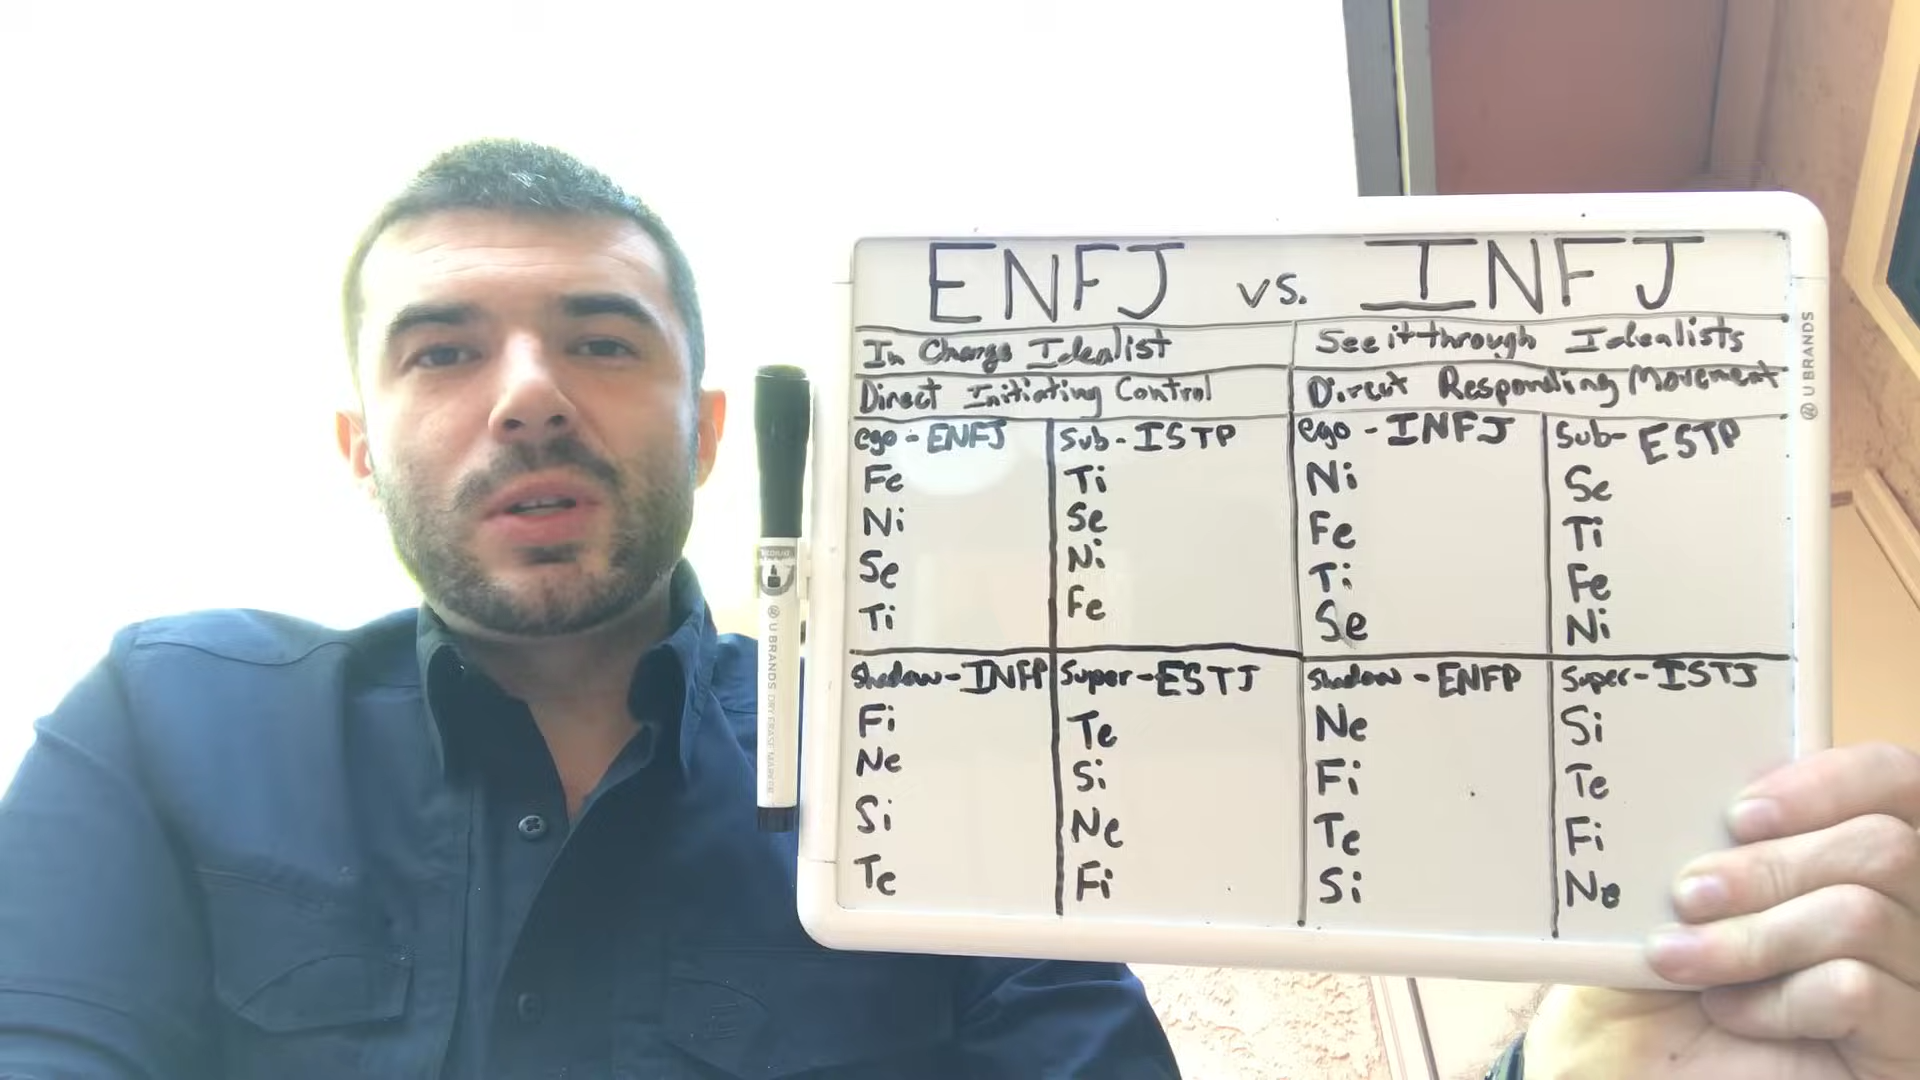 ENFJ vs. INFJ
In Charge Idealist
See it through Idealists
Direct Initiating Control
Direct Responding Movement
ego - ENFJ
Fe
Ni
Se
Ti
Sub - ISTP
Ti
Se
Ni
Fe
ego - INFJ
Ni
Fe
Ti
Se
Sub- ESTP
Se
Ti
Fe
Ni
Shadow - INFP
Fi
Ne
Si
Te
Super - ESTJ
Te
Si
Ne
Fi
Shadow - ENFP
Ne
Fi
Te
Si
Super - ISTJ
Si
Te
Fi
Ne
U BRANDS
U BRANDS DRY ERASE MARKER